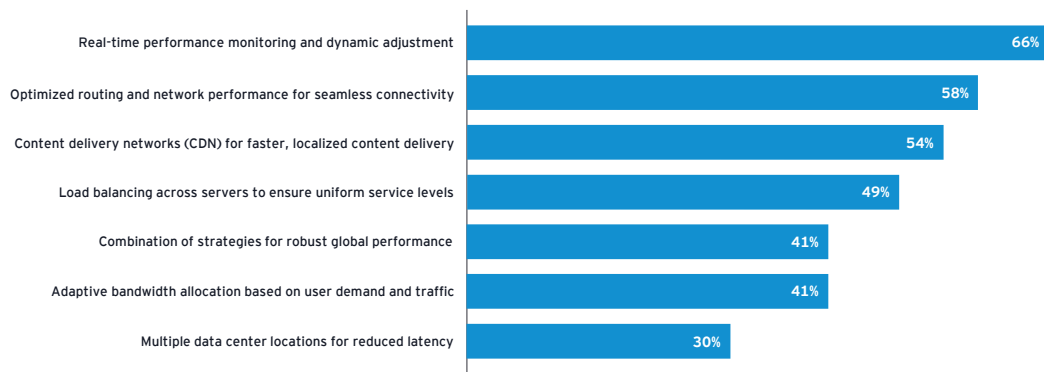 Real-time performance monitoring and dynamic adjustment 66%
Optimized routing and network performance for seamless connectivity 58%
Content delivery networks (CDN) for faster, localized content delivery 54%
Load balancing across servers to ensure uniform service levels 49%
Combination of strategies for robust global performance 41%
Adaptive bandwidth allocation based on user demand and traffic 41%
Multiple data center locations for reduced latency 30%